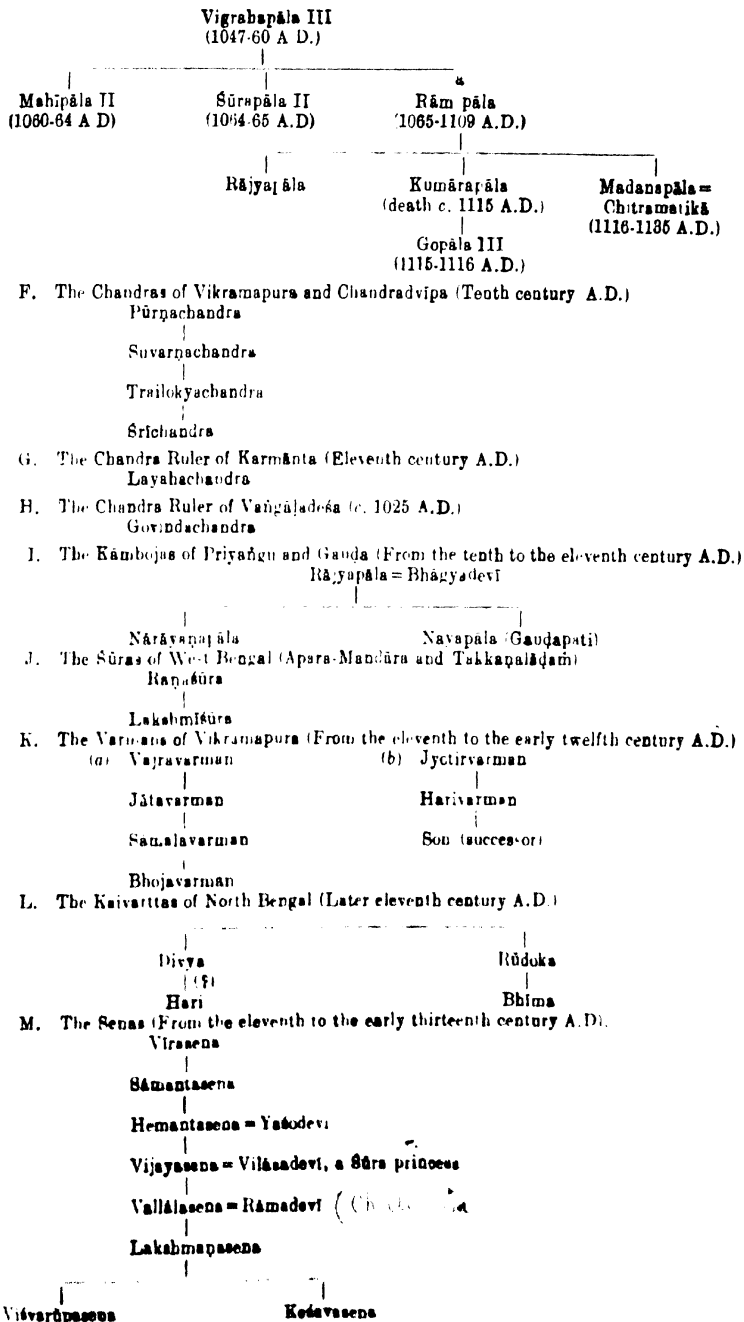 Vigrahapāla III
(1047-60 A D.)
Mahīpāla II Śūrapāla II Rām pāla
(1060-64 A D) (1064-65 A.D) (1065-1109 A.D.)
Rājyapāla Kumārapāla Madanapāla =
(death c. 1115 A.D.) Chitramatikā
(1116-1135 A.D.)
Gopāla III
(1115-1116 A.D.)
F. The Chandras of Vikramapura and Chandradvīpa (Tenth century A.D.)
Pūrṇachandra
Suvarṇachandra
Trailokyachandra
Śrīchandra
G. The Chandra Ruler of Karmānta (Eleventh century A.D.)
Layahachandra
H. The Chandra Ruler of Vaṅgāḷadeśa (c. 1025 A.D.)
Govindachandra
I. The Kāmbojas of Priyaṅgu and Gauḍa (From the tenth to the eleventh century A.D.)
Rājyapāla = Bhāgyadevī
Nārāyaṇapāla Nayapāla (Gauḍapati)
J. The Śūras of West Bengal (Apara-Mandāra and Takkaṇalāḍaṁ)
Raṇaśūra
Lakshmīśūra
K. The Varmans of Vikramapura (From the eleventh to the early twelfth century A.D.)
(a) Vajravarman (b) Jyotirvarman
Jātavarman Harivarman
Sāmalavarman Son (successor)
Bhojavarman
L. The Kaivarttas of North Bengal (Later eleventh century A.D.)
Divya Rūdoka
(?)
Hari Bhīma
M. The Senas (From the eleventh to the early thirteenth century A.D).
Vīrasena
Sāmantasena
Hemantasena = Yaśodevi
Vijayasena = Vilāsadevī, a Śūra princess
Vallālasena = Rāmadevī (
Lakshmaṇasena
Viśvarūpasena Keśavasena